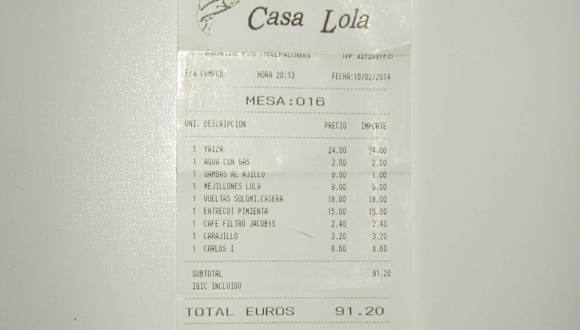 Casa Lola
HORA 20:13 FECHA:10/02/2014
MESA:016
UNI. DESCRIPCION PRECIO IMPORTE
1 YAIZA 24.00 24.00
1 AGUA CON GAS 2.00 2.00
1 GAMBAS AL AJILLO 9.00 9.00
1 MEJILLONES LOLA 9.00 9.00
1 VUELTAS SOLOMI.CASERA 18.00 18.00
1 ENTRECOT PIMIENTA 15.00 15.00
1 CAFE FILTRO JACOB1S 2.40 2.40
1 CARAJILLO 3.20 3.20
1 CARLOS I 8.60 8.60
SUBTOTAL 91.20
IGIC INCLUIDO
TOTAL EUROS 91.20